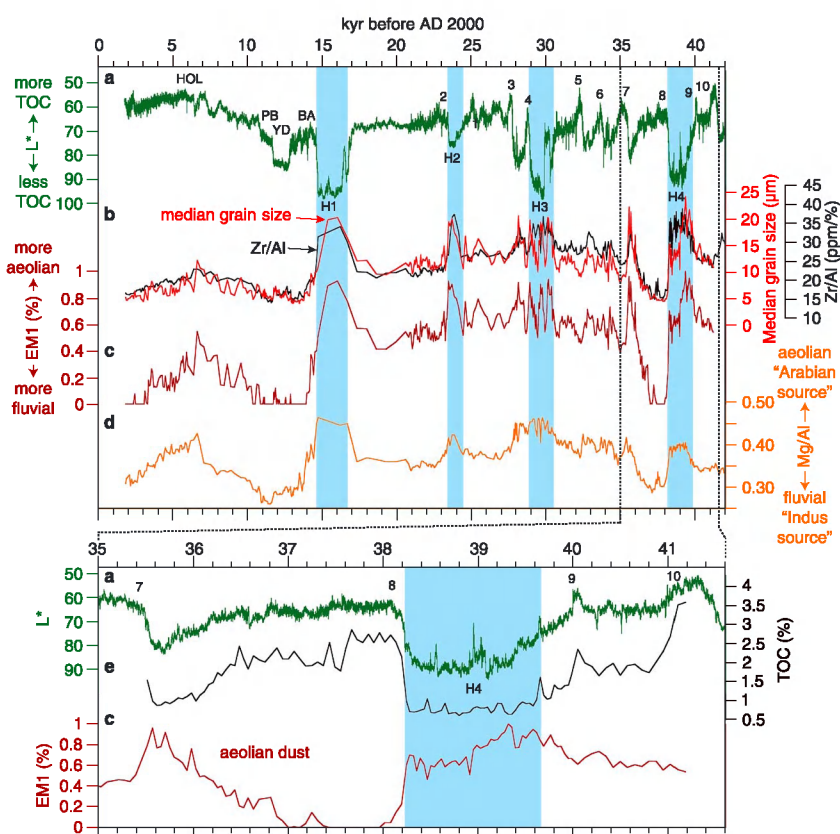 kyr before AD 2000
0 5 10 15 20 25 30 35 40
a
more
TOC
L*
less
TOC
50
60
70
80
90
100
HOL
PB
YD
BA
2
3
4
5
6
7
8
9
10
H1
H2
H3
H4
b
median grain size
Zr/Al
25
20
15
10
5
0
Median grain size (µm)
45
40
35
30
25
20
15
10
Zr/Al (ppm/%)
more
aeolian
EM1 (%)
more
fluvial
1
0.8
0.6
0.4
0.2
0
c
d
aeolian
“Arabian
source”
Mg/Al
fluvial
“Indus
source”
0.50
0.40
0.30
35 36 37 38 39 40 41
a
L*
50
60
70
80
90
7
8
9
10
H4
e
4
3.5
3
2.5
2
1.5
1
0.5
TOC (%)
c
EM1 (%)
1
0.8
0.6
0.4
0.2
0
aeolian dust